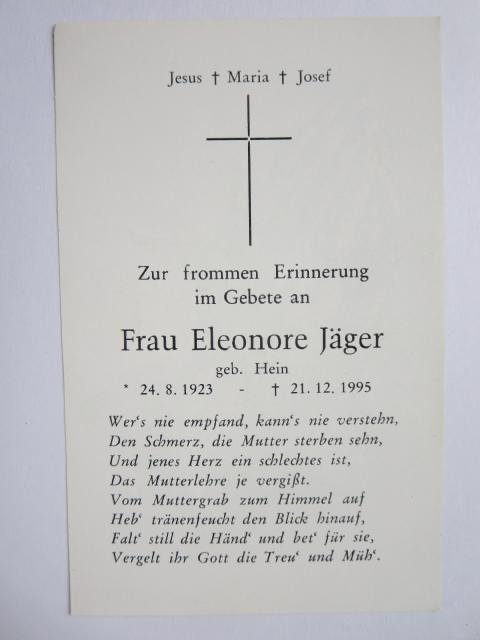 Jesus † Maria † Josef
Zur frommen Erinnerung
im Gebete an
Frau Eleonore Jäger
geb. Hein
* 24. 8. 1923 - † 21. 12. 1995
Wer's nie empfand, kann's nie verstehn,
Den Schmerz, die Mutter sterben sehn,
Und jenes Herz ein schlechtes ist,
Das Mutterlehre je vergißt.
Vom Muttergrab zum Himmel auf
Heb' tränenfeucht den Blick hinauf,
Falt' still die Händ' und bet' für sie,
Vergelt ihr Gott die Treu' und Müh'.